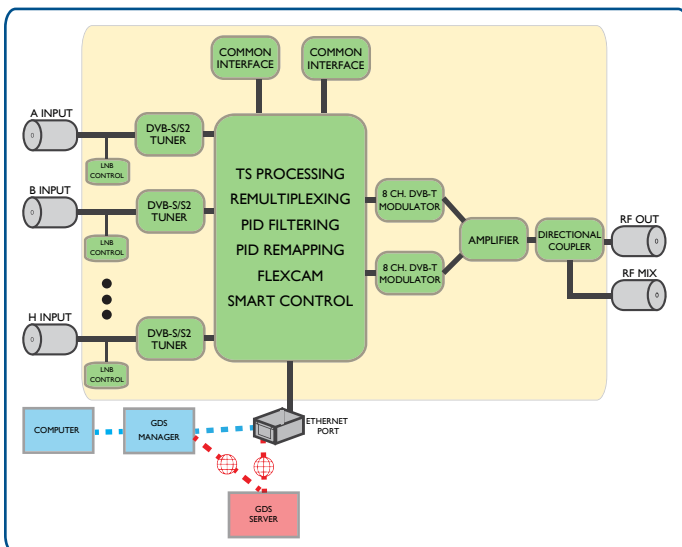 COMMON
INTERFACE
COMMON
INTERFACE
A INPUT
DVB-S/S2
TUNER
LNB
CONTROL
B INPUT
DVB-S/S2
TUNER
LNB
CONTROL
H INPUT
DVB-S/S2
TUNER
LNB
CONTROL
TS PROCESSING
REMULTIPLEXING
PID FILTERING
PID REMAPPING
FLEXCAM
SMART CONTROL
8 CH. DVB-T
MODULATOR
8 CH. DVB-T
MODULATOR
AMPLIFIER
DIRECTIONAL
COUPLER
RF OUT
RF MIX
ETHERNET
PORT
COMPUTER
GDS
MANAGER
GDS
SERVER